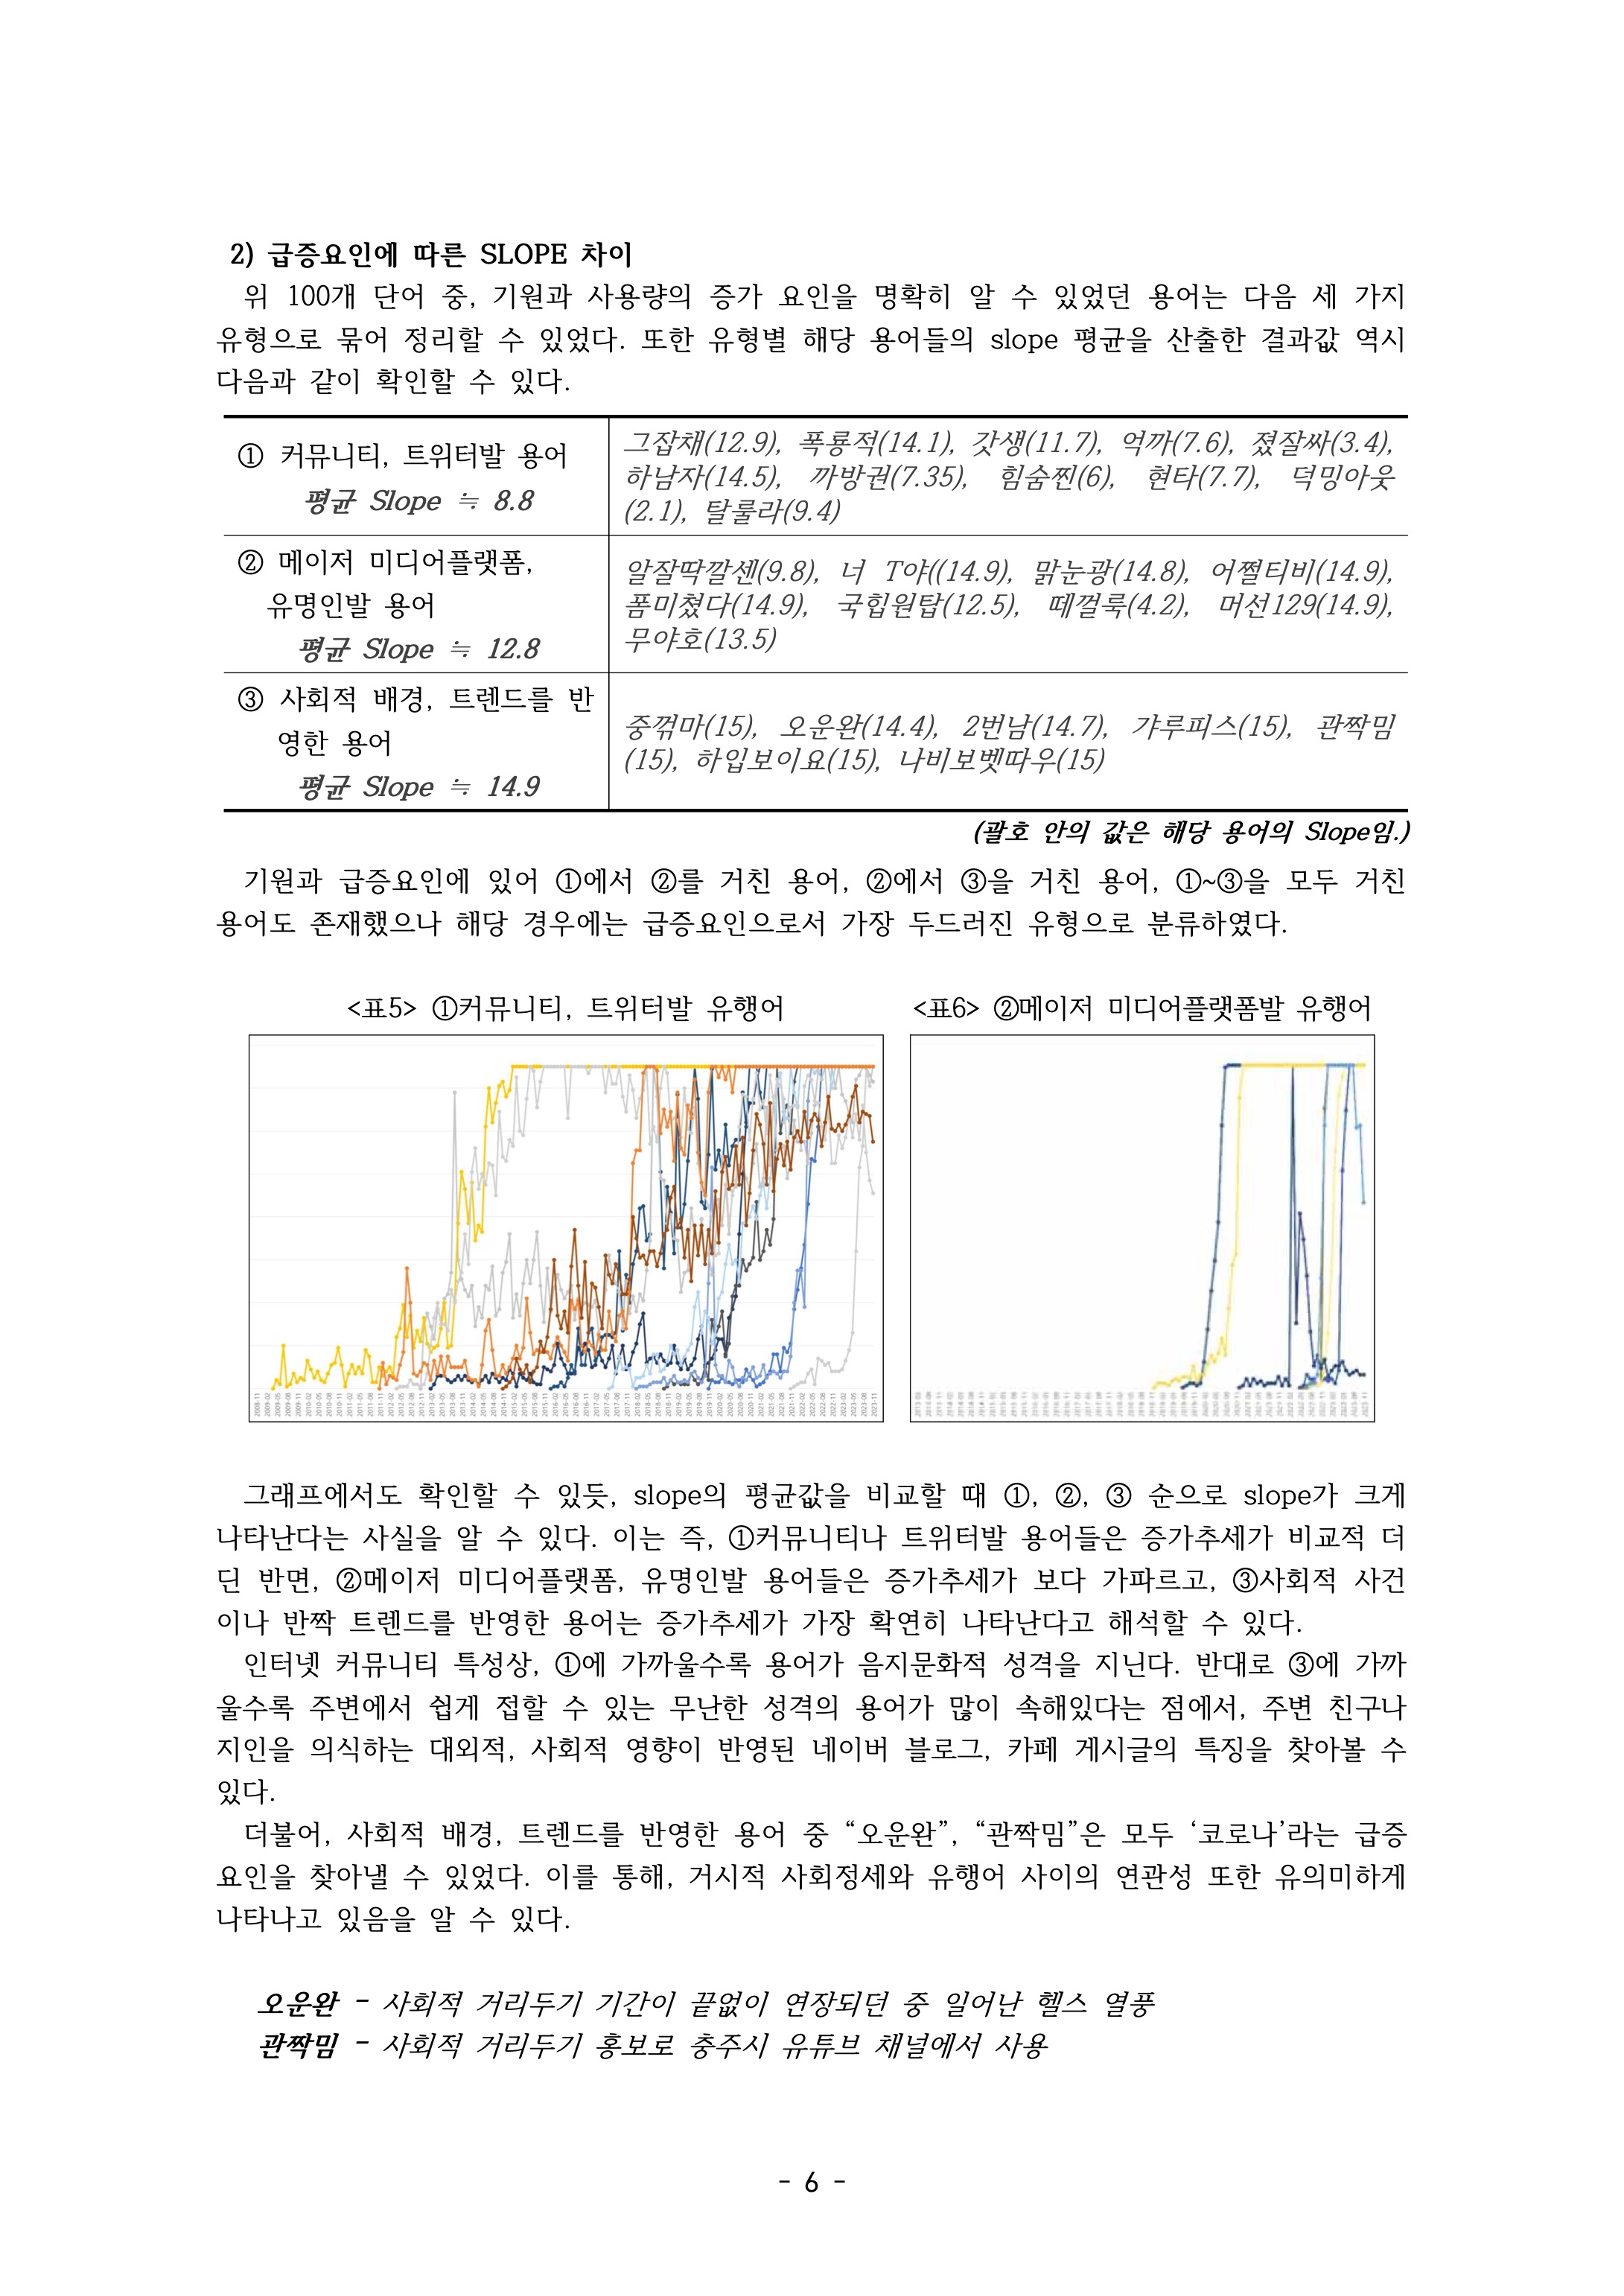 2) 급증요인에 따른 SLOPE 차이
위 100개 단어 중, 기원과 사용량의 증가 요인을 명확히 알 수 있었던 용어는 다음 세 가지
유형으로 묶어 정리할 수 있었다. 또한 유형별 해당 용어들의 slope 평균을 산출한 결과값 역시
다음과 같이 확인할 수 있다.
① 커뮤니티, 트위터발 용어
평균 Slope ≒ 8.8
그잡채(12.9), 폭룡적(14.1), 갓생(11.7), 억까(7.6), 졌잘싸(3.4),
하남자(14.5), 까방권(7.35), 힘숨찐(6), 현타(7.7), 덕밍아웃
(2.1), 탈룰라(9.4)
② 메이저 미디어플랫폼,
유명인발 용어
평균 Slope ≒ 12.8
알잘딱깔센(9.8), 너 T야((14.9), 맑눈광(14.8), 어쩔티비(14.9),
폼미쳤다(14.9), 국힙원탑(12.5), 떼껄룩(4.2), 머선129(14.9),
무야호(13.5)
③ 사회적 배경, 트렌드를 반
영한 용어
평균 Slope ≒ 14.9
중꺾마(15), 오운완(14.4), 2번남(14.7), 갸루피스(15), 관짝밈
(15), 하입보이요(15), 나비보벳따우(15)
(괄호 안의 값은 해당 용어의 Slope임.)
기원과 급증요인에 있어 ①에서 ②를 거친 용어, ②에서 ③을 거친 용어, ①~③을 모두 거친
용어도 존재했으나 해당 경우에는 급증요인으로서 가장 두드러진 유형으로 분류하였다.
<표5> ①커뮤니티, 트위터발 유행어
<표6> ②메이저 미디어플랫폼발 유행어
그래프에서도 확인할 수 있듯, slope의 평균값을 비교할 때 ①, ②, ③ 순으로 slope가 크게
나타난다는 사실을 알 수 있다. 이는 즉, ①커뮤니티나 트위터발 용어들은 증가추세가 비교적 더
딘 반면, ②메이저 미디어플랫폼, 유명인발 용어들은 증가추세가 보다 가파르고, ③사회적 사건
이나 반짝 트렌드를 반영한 용어는 증가추세가 가장 확연히 나타난다고 해석할 수 있다.
인터넷 커뮤니티 특성상, ①에 가까울수록 용어가 음지문화적 성격을 지닌다. 반대로 ③에 가까
울수록 주변에서 쉽게 접할 수 있는 무난한 성격의 용어가 많이 속해있다는 점에서, 주변 친구나
지인을 의식하는 대외적, 사회적 영향이 반영된 네이버 블로그, 카페 게시글의 특징을 찾아볼 수
있다.
더불어, 사회적 배경, 트렌드를 반영한 용어 중 “오운완”, “관짝밈”은 모두 ‘코로나’라는 급증
요인을 찾아낼 수 있었다. 이를 통해, 거시적 사회정세와 유행어 사이의 연관성 또한 유의미하게
나타나고 있음을 알 수 있다.
오운완 - 사회적 거리두기 기간이 끝없이 연장되던 중 일어난 헬스 열풍
관짝밈 - 사회적 거리두기 홍보로 충주시 유튜브 채널에서 사용
- 6 -